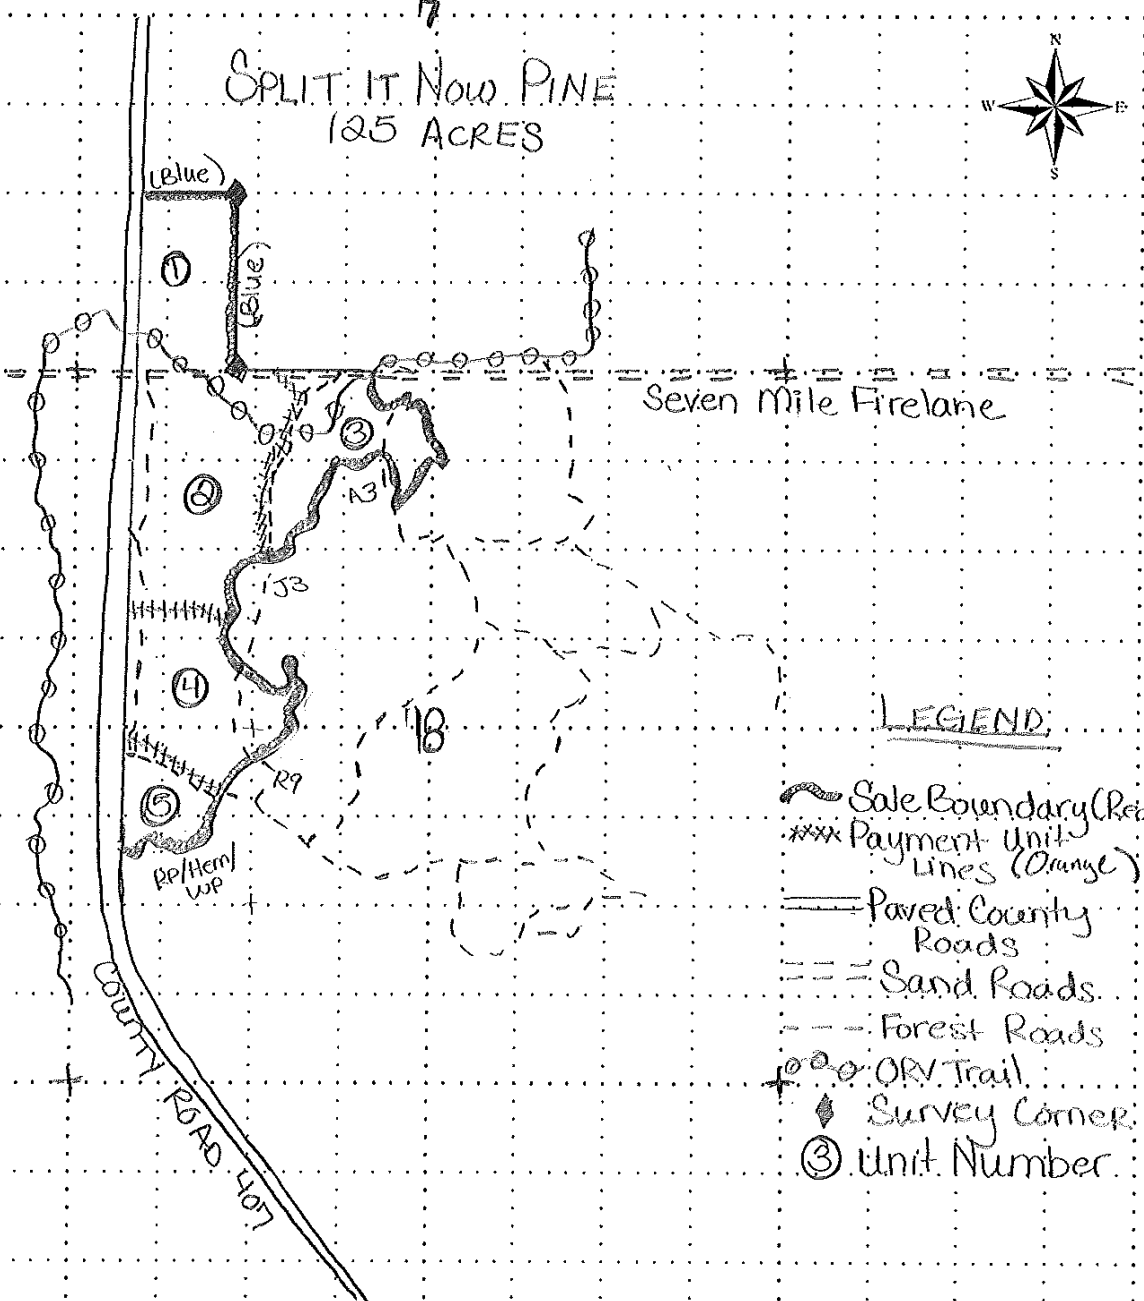 7
SPLIT IT NOW PINE
125 ACRES
N
W E
S
(Blue)
1
(Blue)
Seven Mile Firelane
3
A3
2
J3
4
18
R9
5
RP/Hem/
WP
COUNTY ROAD 407
LEGEND
Sale Boundary (Red
Payment Unit
Lines (Orange)
Paved County
Roads
Sand Roads
Forest Roads
ORV Trail
Survey Corner
3 Unit Number